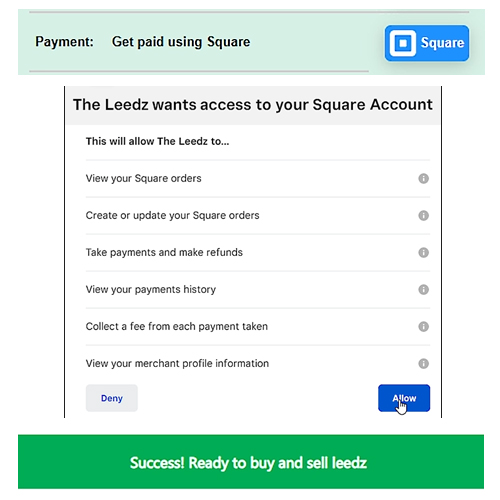 Payment: Get paid using Square Square
The Leedz wants access to your Square Account
This will allow The Leedz to...
View your Square orders
Create or update your Square orders
Take payments and make refunds
View your payments history
Collect a fee from each payment taken
View your merchant profile information
Deny Allow
Success! Ready to buy and sell leedz